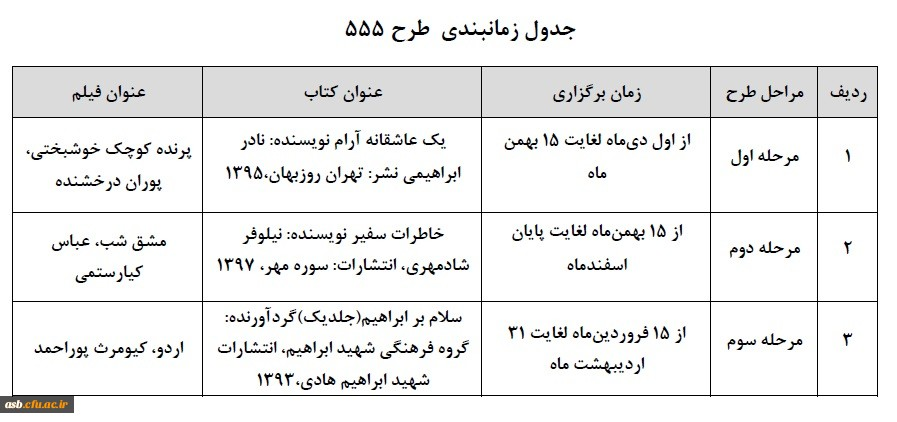 جدول زمانبندی طرح ۵۵۵
ردیف
مراحل طرح
زمان برگزاری
عنوان کتاب
عنوان فیلم
۱
مرحله اول
از اول دی‌ماه لغایت ۱۵ بهمن
ماه
یک عاشقانه آرام نویسنده: نادر
ابراهیمی نشر: تهران روزبهان،۱۳۹۵
پرنده کوچک خوشبختی،
پوران درخشنده
۲
مرحله دوم
از ۱۵ بهمن‌ماه لغایت پایان
اسفندماه
خاطرات سفیر نویسنده: نیلوفر
شادمهری، انتشارات: سوره مهر، ۱۳۹۷
مشق شب، عباس
کیارستمی
۳
مرحله سوم
از ۱۵ فروردین‌ماه لغایت ۳۱
اردیبهشت ماه
سلام بر ابراهیم(جلدیک)گردآورنده:
گروه فرهنگی شهید ابراهیم، انتشارات
شهید ابراهیم هادی،۱۳۹۳
اردو، کیومرث پوراحمد
asb.cfu.ac.ir